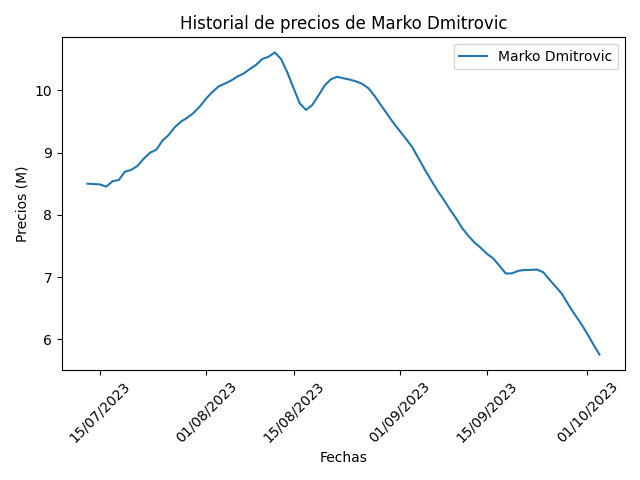 Historial de precios de Marko Dmitrovic
Marko Dmitrovic
Precios (M)
10
9
8
7
6
15/07/2023
01/08/2023
15/08/2023
01/09/2023
15/09/2023
01/10/2023
Fechas